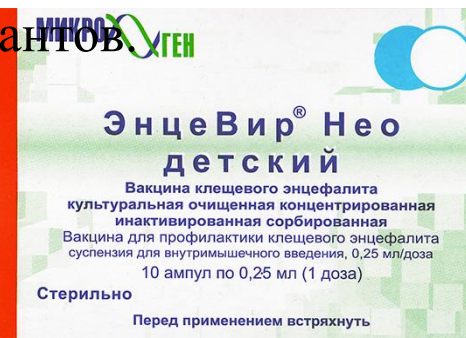 антов.
МИКРОГЕН
ЭнцеВир® Нео
детский
Вакцина клещевого энцефалита
культуральная очищенная концентрированная
инактивированная сорбированная
Вакцина для профилактики клещевого энцефалита
суспензия для внутримышечного введения, 0,25 мл/доза
10 ампул по 0,25 мл (1 доза)
Стерильно
Перед применением встряхнуть